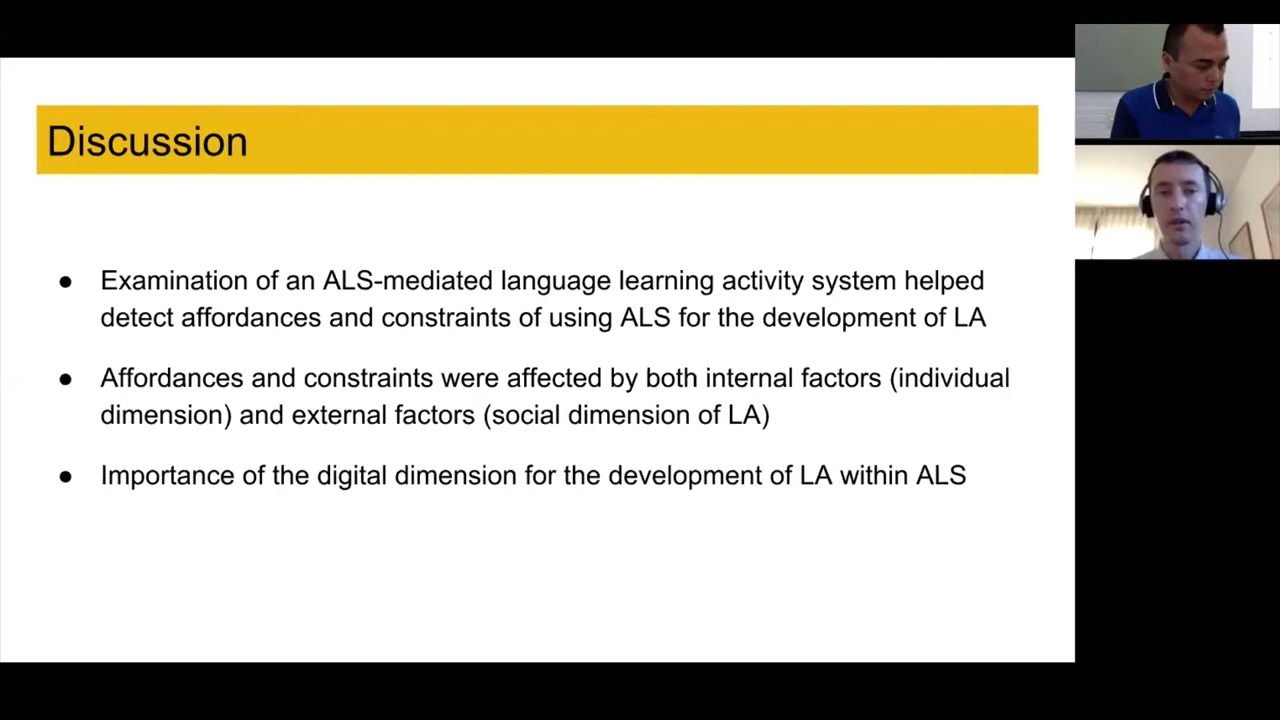 Discussion
● Examination of an ALS-mediated language learning activity system helped
detect affordances and constraints of using ALS for the development of LA
● Affordances and constraints were affected by both internal factors (individual
dimension) and external factors (social dimension of LA)
● Importance of the digital dimension for the development of LA within ALS